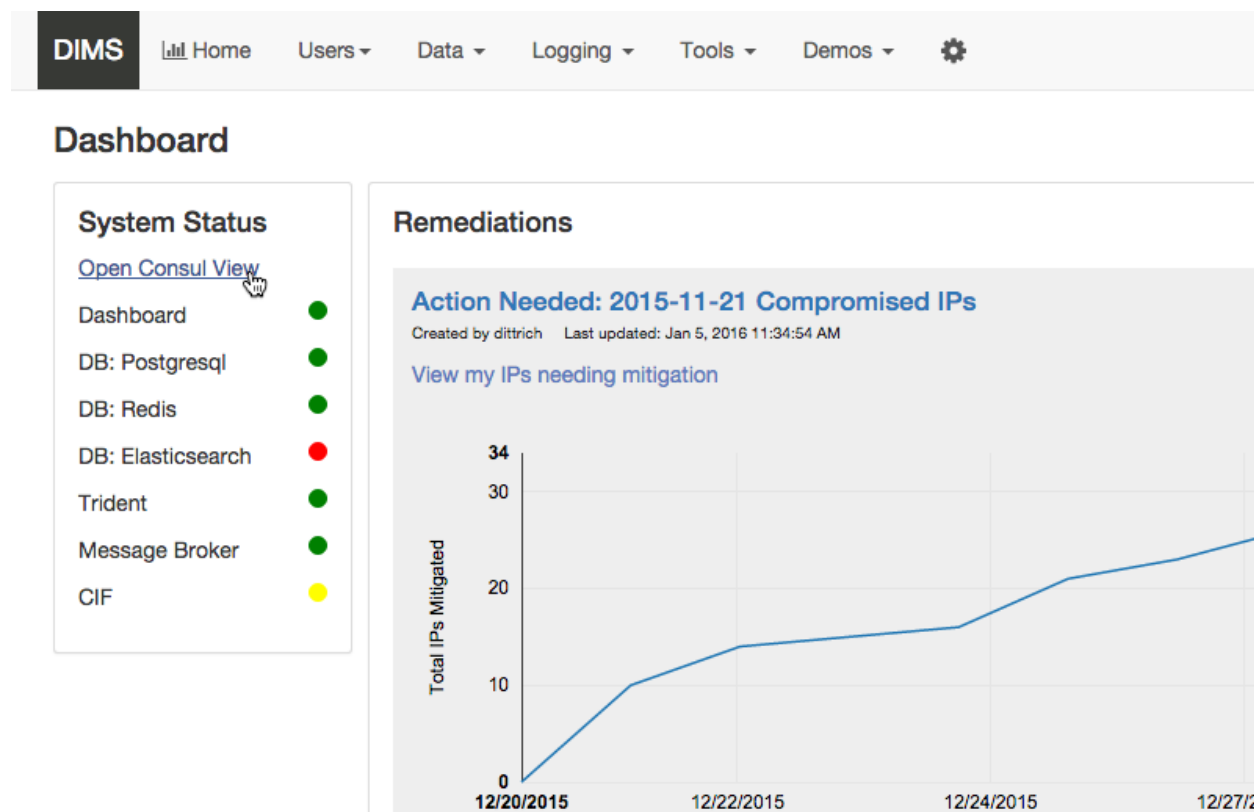 DIMS Home Users Data Logging Tools Demos
Dashboard
System Status
Open Consul View
Dashboard
DB: Postgresql
DB: Redis
DB: Elasticsearch
Trident
Message Broker
CIF
Remediations
Action Needed: 2015-11-21 Compromised IPs
Created by dittrich Last updated: Jan 5, 2016 11:34:54 AM
View my IPs needing mitigation
Total IPs Mitigated
34
30
20
10
0
12/20/2015 12/22/2015 12/24/2015 12/27/2